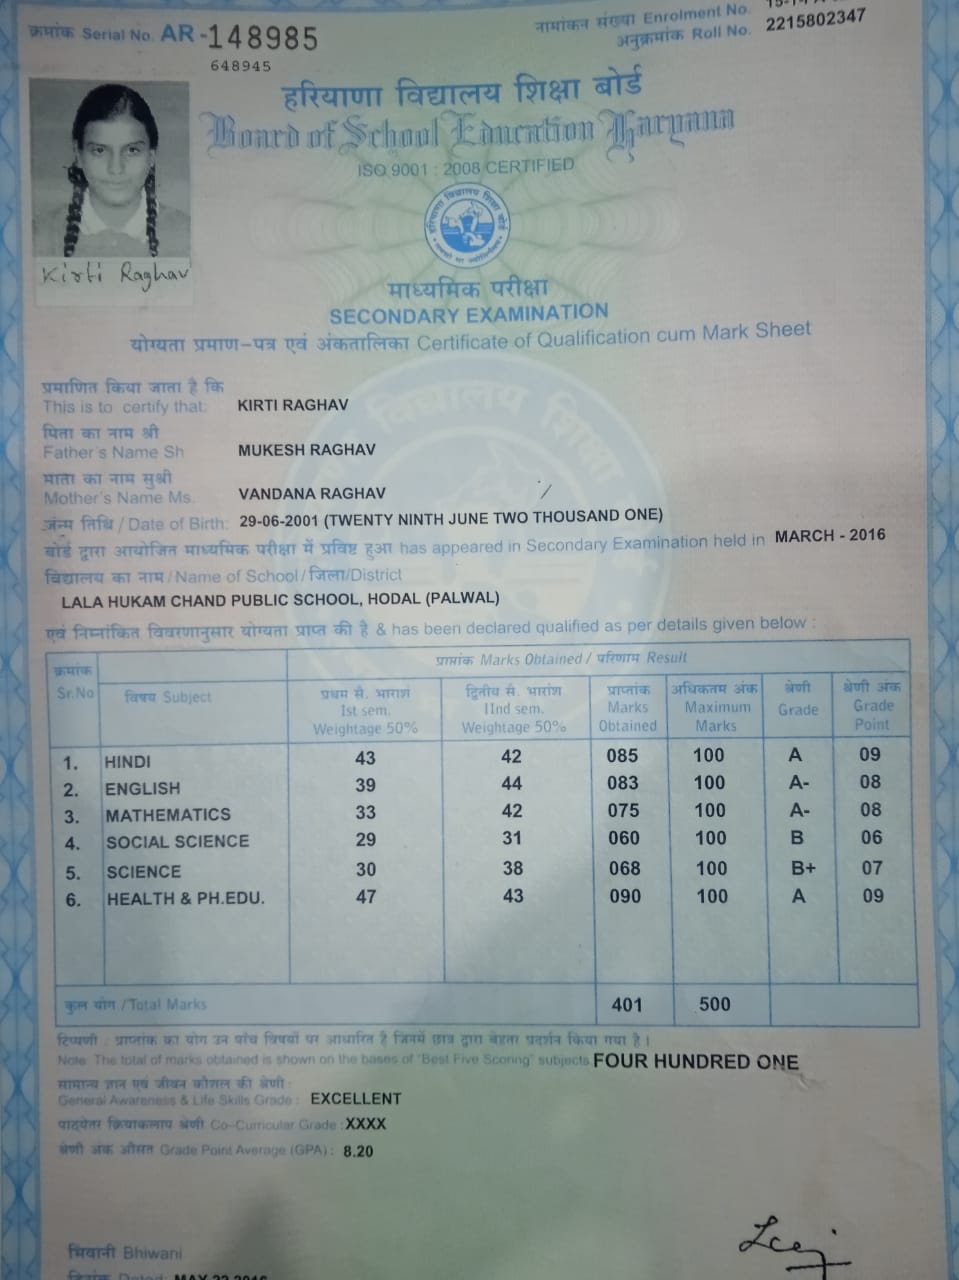 क्रमांक Serial No. AR-148985
648945
नामांकन संख्या Enrolment No.
अनुक्रमांक Roll No. 2215802347
हरियाणा विद्यालय शिक्षा बोर्ड
Board of School Education Haryana
ISO 9001 : 2008 CERTIFIED
हरियाणा विद्यालय शिक्षा बोर्ड
Kirti Raghav
माध्यमिक परीक्षा
SECONDARY EXAMINATION
योग्यता प्रमाण-पत्र एवं अंकतालिका Certificate of Qualification cum Mark Sheet
प्रमाणित किया जाता है कि
This is to certify that: KIRTI RAGHAV
पिता का नाम श्री
Father's Name Sh MUKESH RAGHAV
माता का नाम सुश्री
Mother's Name Ms. VANDANA RAGHAV
जन्म तिथि / Date of Birth: 29-06-2001 (TWENTY NINTH JUNE TWO THOUSAND ONE)
बोर्ड द्वारा आयोजित माध्यमिक परीक्षा में प्रविष्ट हुआ has appeared in Secondary Examination held in MARCH - 2016
विद्यालय का नाम / Name of School / जिला/District
LALA HUKAM CHAND PUBLIC SCHOOL, HODAL (PALWAL)
एवं निम्नांकित विवरणानुसार योग्यता प्राप्त की है & has been declared qualified as per details given below :
प्राप्तांक Marks Obtained / परिणाम Result
क्रमांक Sr.No विषय Subject प्रथम सै. भारांश Ist sem. Weightage 50% द्वितीय सै. भारांश IInd sem. Weightage 50% प्राप्तांक Marks Obtained अधिकतम अंक Maximum Marks श्रेणी Grade श्रेणी अंक Grade Point
1. HINDI 43 42 085 100 A 09
2. ENGLISH 39 44 083 100 A- 08
3. MATHEMATICS 33 42 075 100 A- 08
4. SOCIAL SCIENCE 29 31 060 100 B 06
5. SCIENCE 30 38 068 100 B+ 07
6. HEALTH & PH.EDU. 47 43 090 100 A 09
कुल योग / Total Marks 401 500
टिप्पणी : प्राप्तांक का योग उन पाँच विषयों पर आधारित है जिनमें छात्र द्वारा बेहतर प्रदर्शन किया गया है।
Note: The total of marks obtained is shown on the bases of "Best Five Scoring" subjects FOUR HUNDRED ONE
सामान्य ज्ञान एवं जीवन कौशल की श्रेणी :
General Awareness & Life Skills Grade : EXCELLENT
पाठ्येतर क्रियाकलाप श्रेणी Co-Curricular Grade : XXXX
श्रेणी अंक औसत Grade Point Average (GPA) : 8.20
भिवानी Bhiwani
दिनांक Dated MAY 22 2016